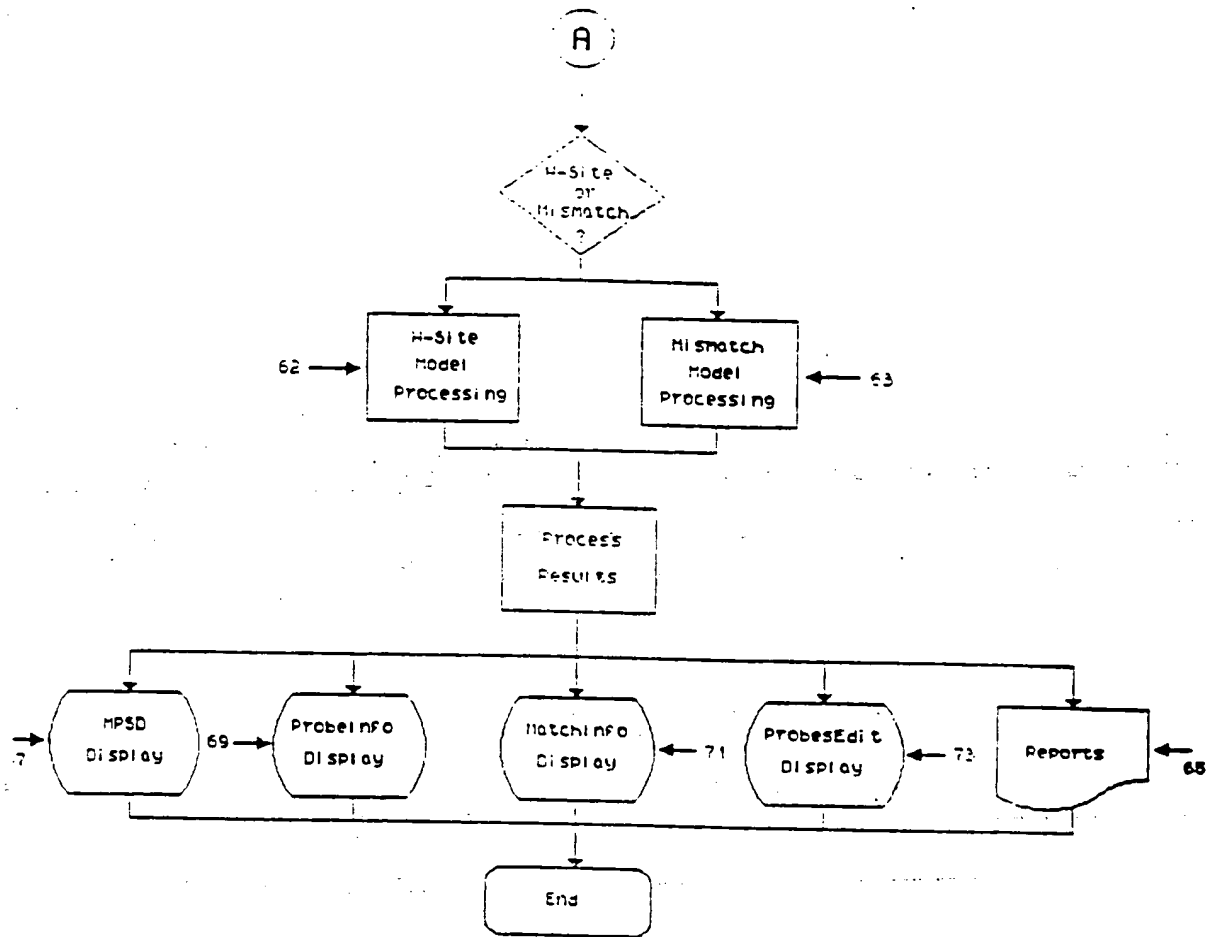 A
H-Site
or
Mismatch
?
H-Site
Model
Processing
62
Mismatch
Model
Processing
63
Process
Results
MPSD
Display
7
69
ProbeInfo
Display
MatchInfo
Display
71
ProbesEdit
Display
73
Reports
65
End